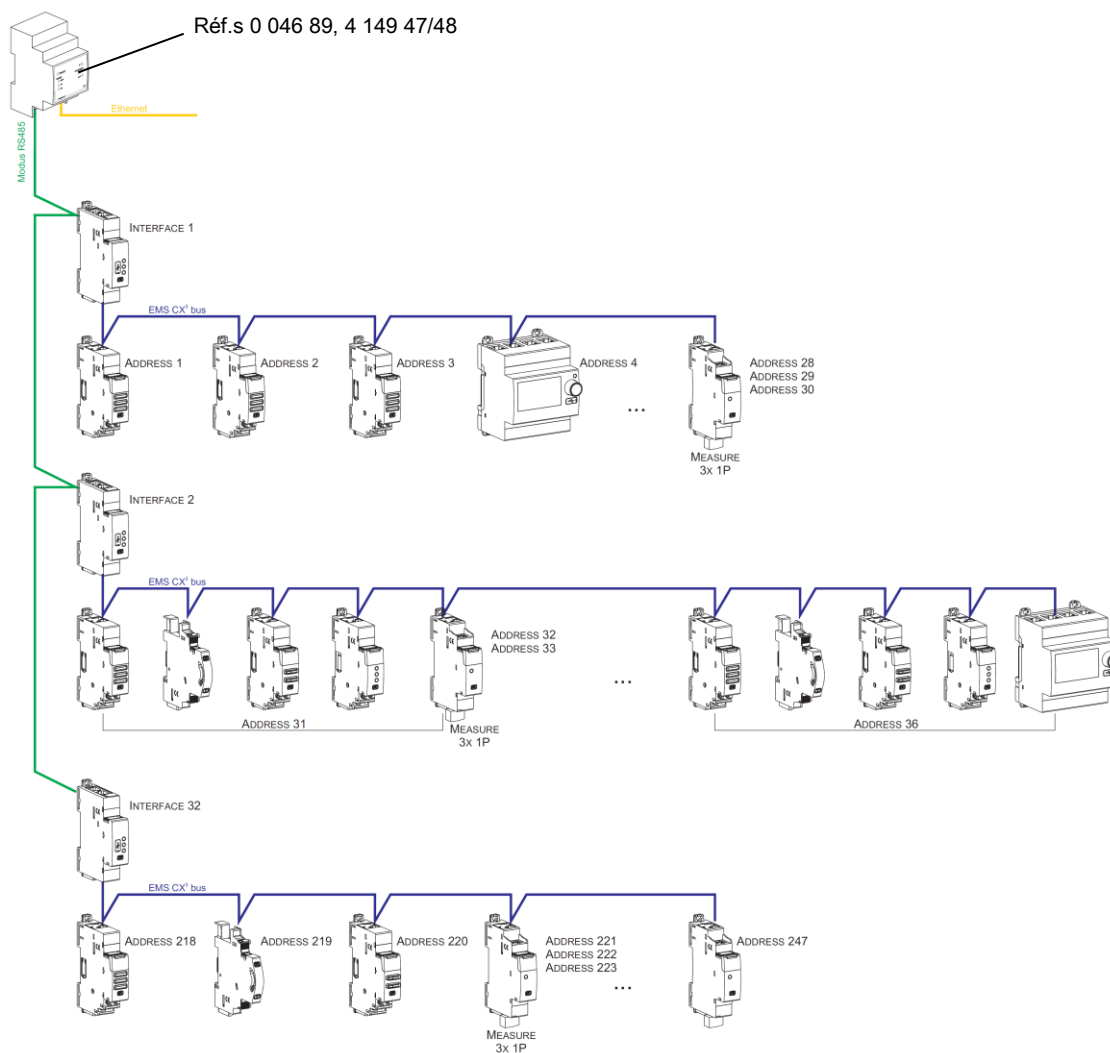 Réf.s 0 046 89, 4 149 47/48
Ethernet
Modus RS485
INTERFACE 1
EMS CX³ bus
ADDRESS 1
ADDRESS 2
ADDRESS 3
ADDRESS 4
...
ADDRESS 28
ADDRESS 29
ADDRESS 30
MEASURE
3X 1P
INTERFACE 2
EMS CX³ bus
ADDRESS 32
ADDRESS 33
...
ADDRESS 31
MEASURE
3X 1P
ADDRESS 36
INTERFACE 32
EMS CX³ bus
ADDRESS 218
ADDRESS 219
ADDRESS 220
ADDRESS 221
ADDRESS 222
ADDRESS 223
...
ADDRESS 247
MEASURE
3X 1P